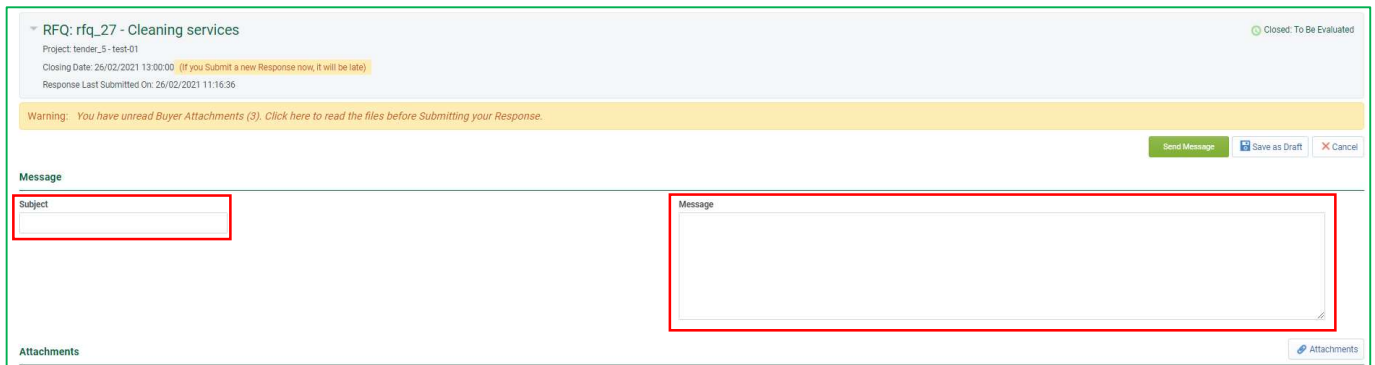 RFQ: rfq_27 - Cleaning services
Closed: To Be Evaluated
Project: tender_5 - test-01
Closing Date: 26/02/2021 13:00:00 (If you Submit a new Response now, it will be late)
Response Last Submitted On: 26/02/2021 11:16:36
Warning: You have unread Buyer Attachments (3). Click here to read the files before Submitting your Response.
Send Message Save as Draft Cancel
Message
Subject
Message
Attachments
Attachments